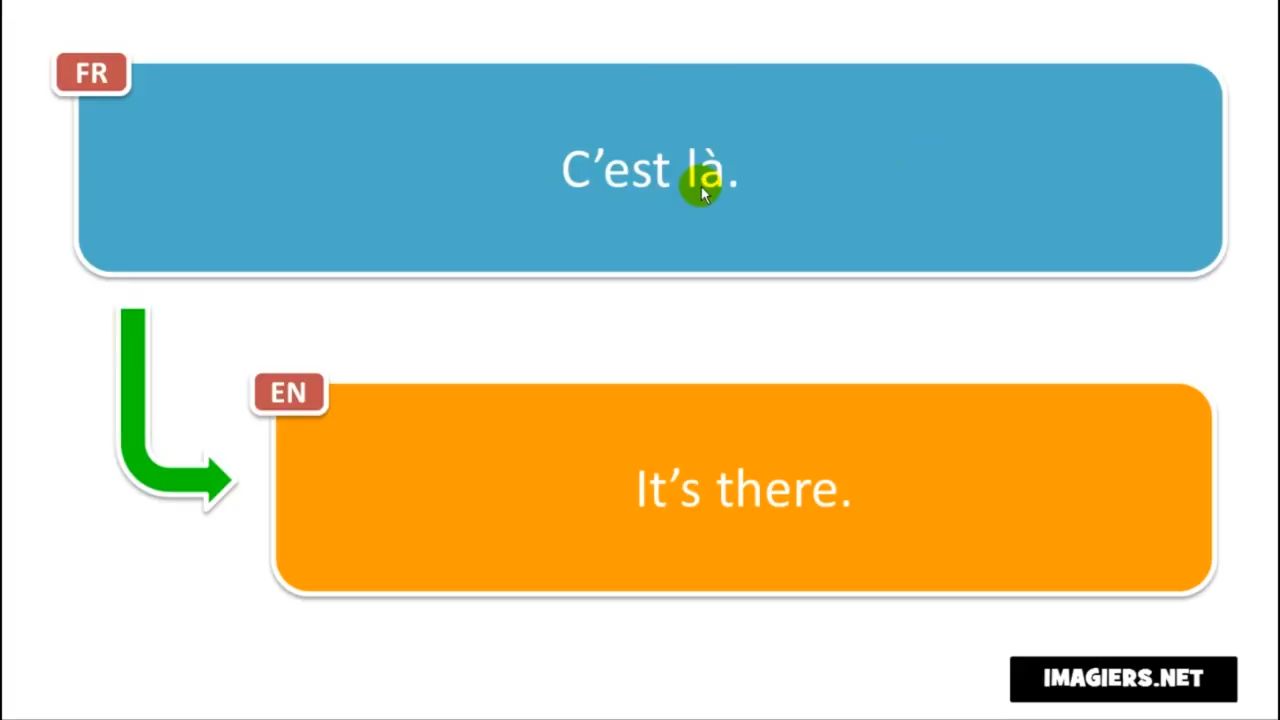 FR
C’est là.
EN
It’s there.
IMAGIERS.NET